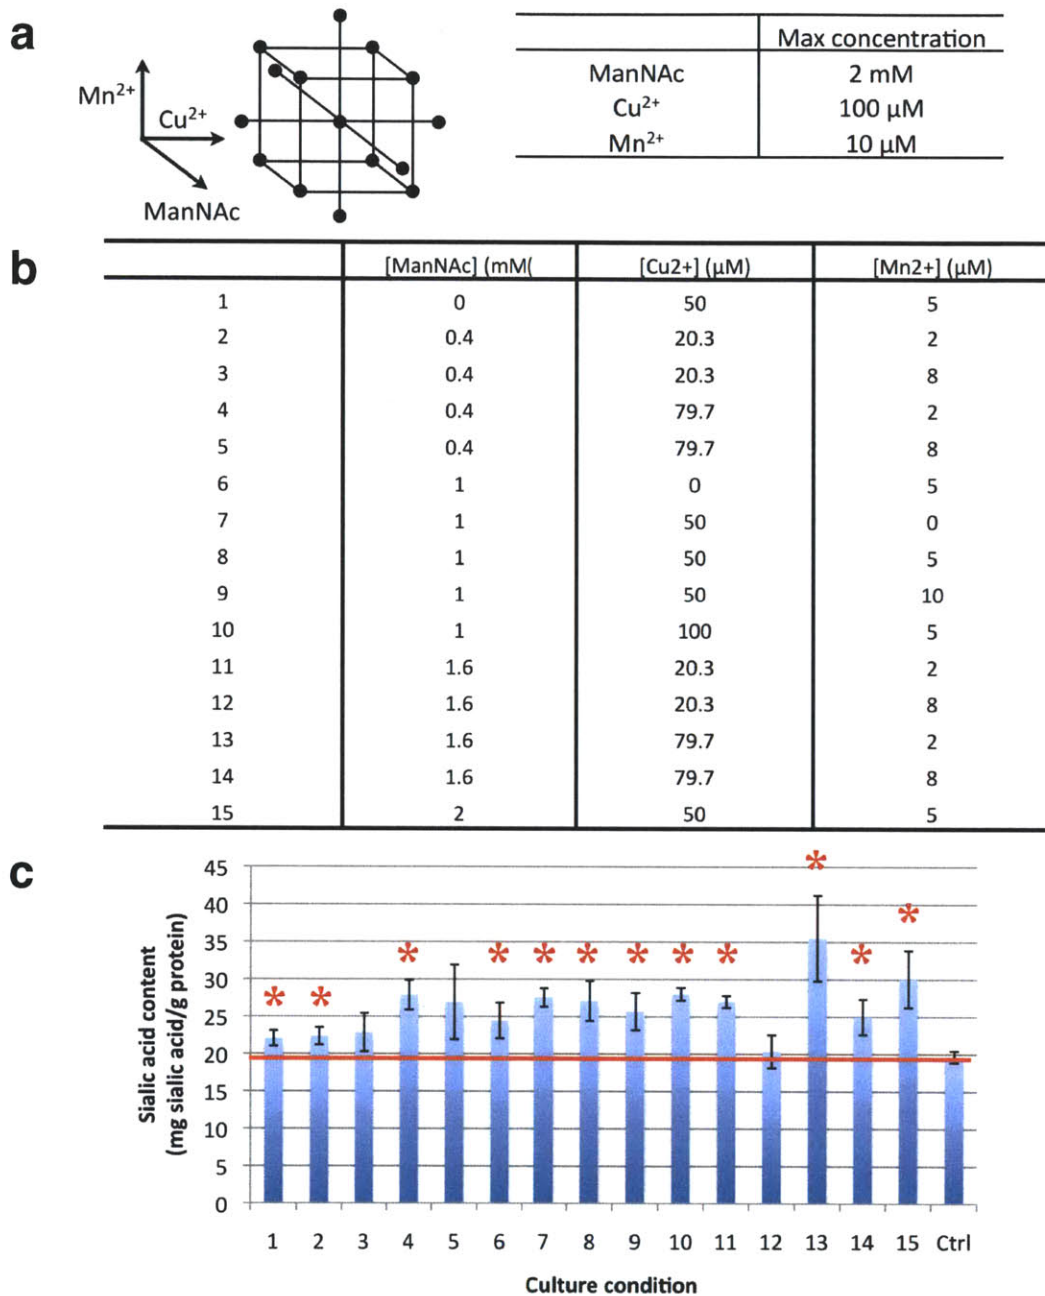 a
Mn2+
Cu2+
ManNAc
Max concentration
ManNAc 2 mM
Cu2+ 100 μM
Mn2+ 10 μM
b
[ManNAc] (mM( [Cu2+] (μM) [Mn2+] (μM)
1 0 50 5
2 0.4 20.3 2
3 0.4 20.3 8
4 0.4 79.7 2
5 0.4 79.7 8
6 1 0 5
7 1 50 0
8 1 50 5
9 1 50 10
10 1 100 5
11 1.6 20.3 2
12 1.6 20.3 8
13 1.6 79.7 2
14 1.6 79.7 8
15 2 50 5
c
Sialic acid content
(mg sialic acid/g protein)
45
40
35
30
25
20
15
10
5
0
* * * * * * * * * * * *
1 2 3 4 5 6 7 8 9 10 11 12 13 14 15 Ctrl
Culture condition